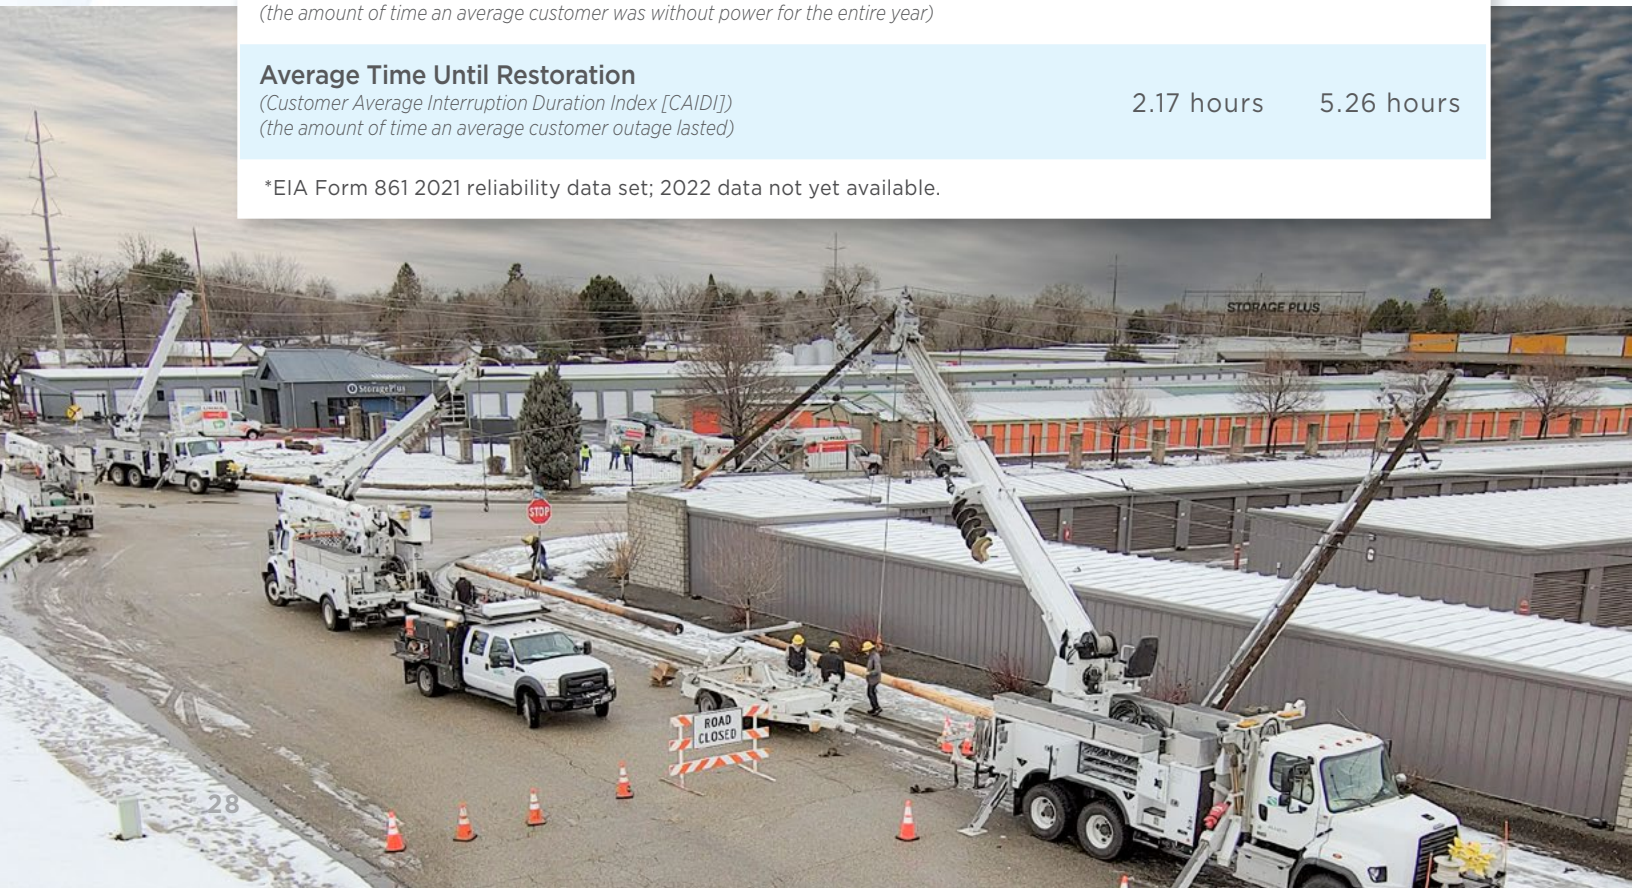 (the amount of time an average customer was without power for the entire year)
Average Time Until Restoration
(Customer Average Interruption Duration Index [CAIDI])
(the amount of time an average customer outage lasted)
2.17 hours 5.26 hours
*EIA Form 861 2021 reliability data set; 2022 data not yet available.
STORAGE PLUS
StoragePlus
STOP
ROAD
CLOSED
28